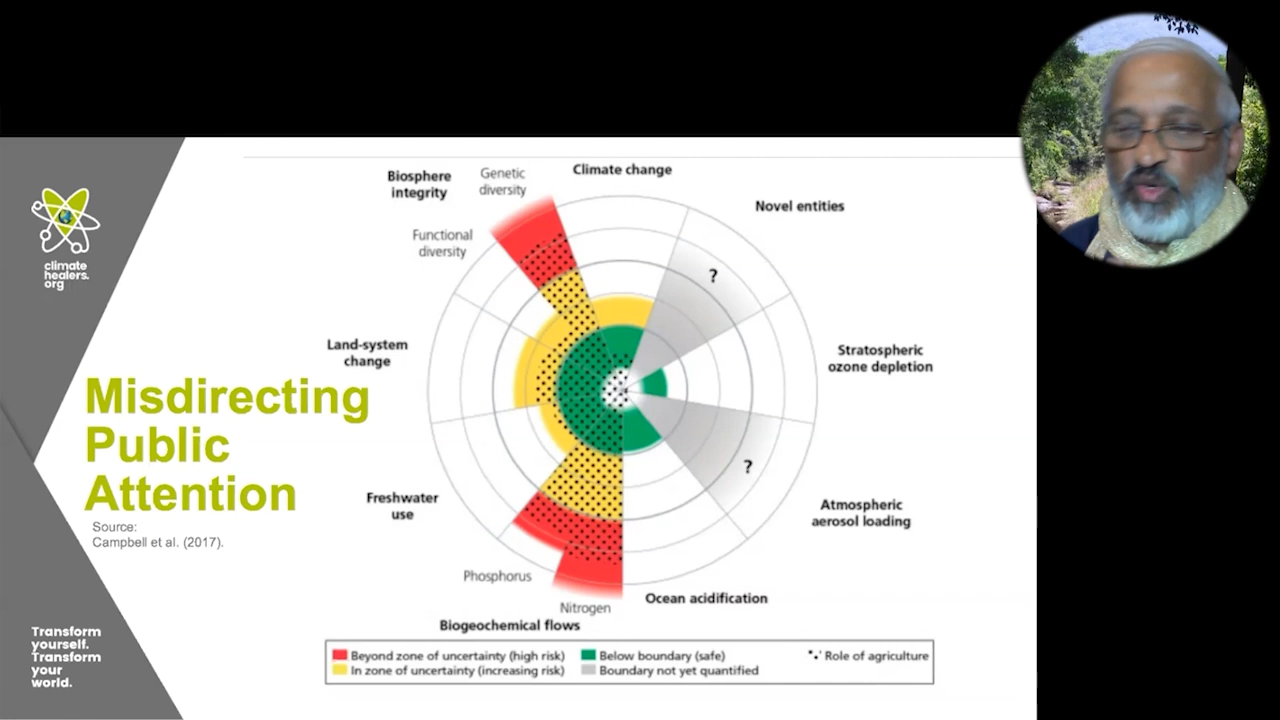 climate
healers.
org
Misdirecting
Public
Attention
Source:
Campbell et al. (2017).
Transform
yourself.
Transform
your
world.
Biosphere
integrity
Genetic
diversity
Functional
diversity
Climate change
Novel entities
?
Land-system
change
Stratospheric
ozone depletion
?
Freshwater
use
Atmospheric
aerosol loading
Phosphorus
Nitrogen
Ocean acidification
Biogeochemical flows
Beyond zone of uncertainty (high risk)
Below boundary (safe)
Role of agriculture
In zone of uncertainty (increasing risk)
Boundary not yet quantified